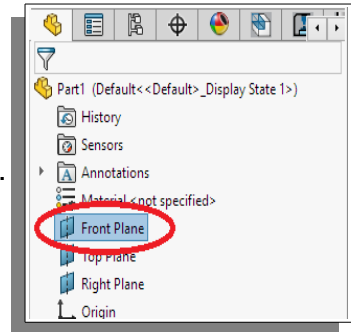 Part1 (Default<<Default>_Display State 1>)
History
Sensors
A Annotations
Material <not specified>
Front Plane
Top Plane
Right Plane
Origin